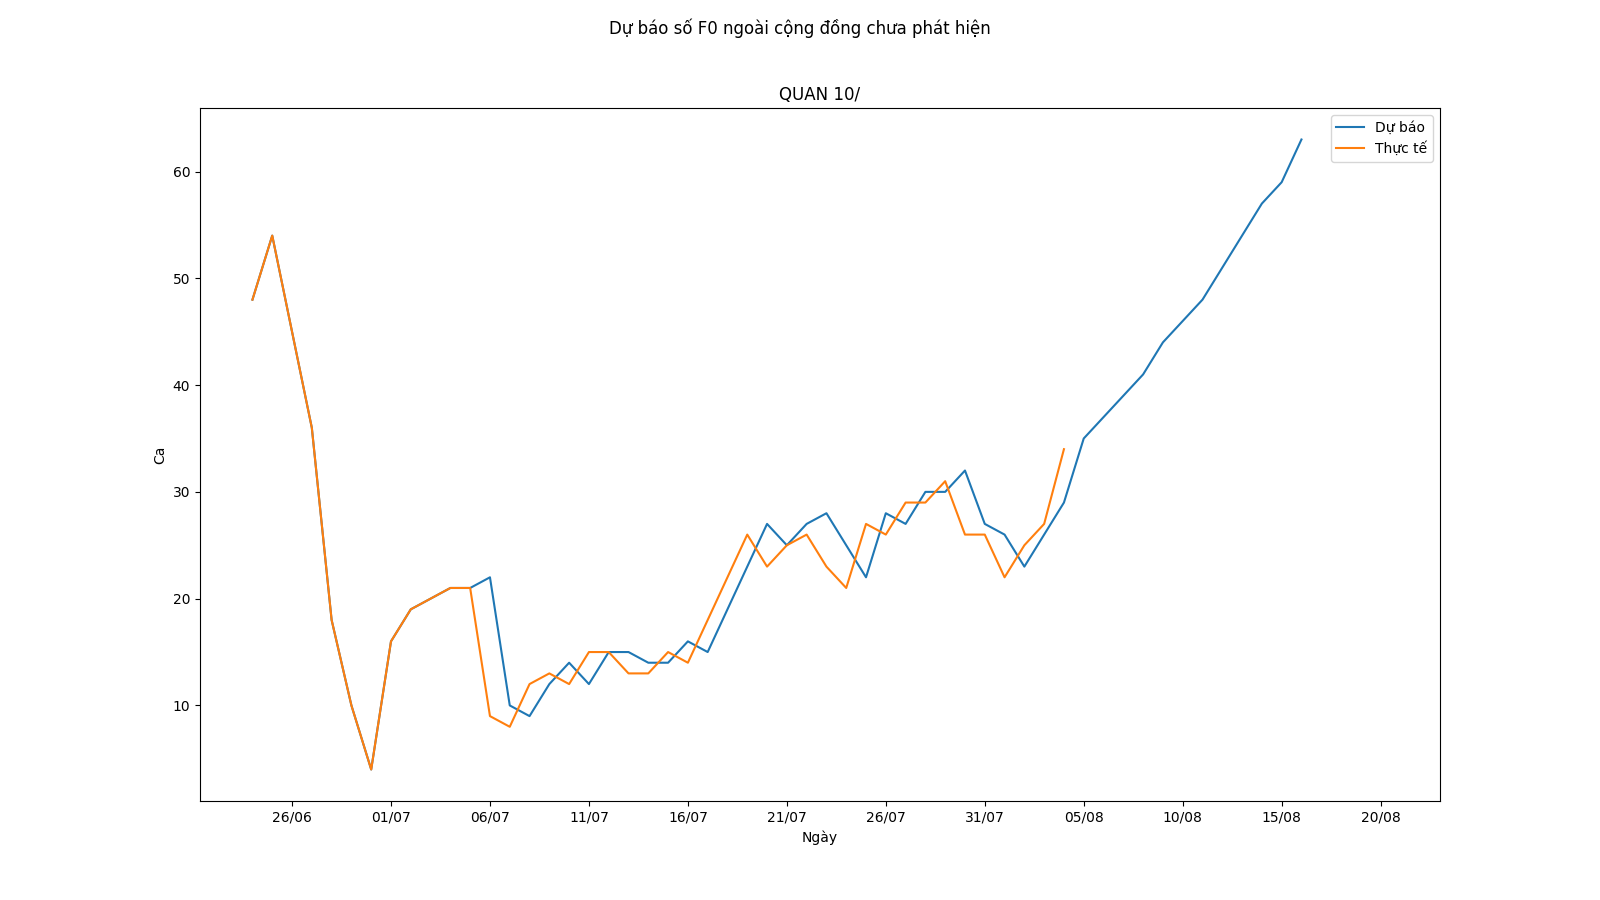 Dự báo số F0 ngoài cộng đồng chưa phát hiện
QUAN 10/
Dự báo
Thực tế
60
50
40
30
20
10
Ca
26/06 01/07 06/07 11/07 16/07 21/07 26/07 31/07 05/08 10/08 15/08 20/08
Ngày